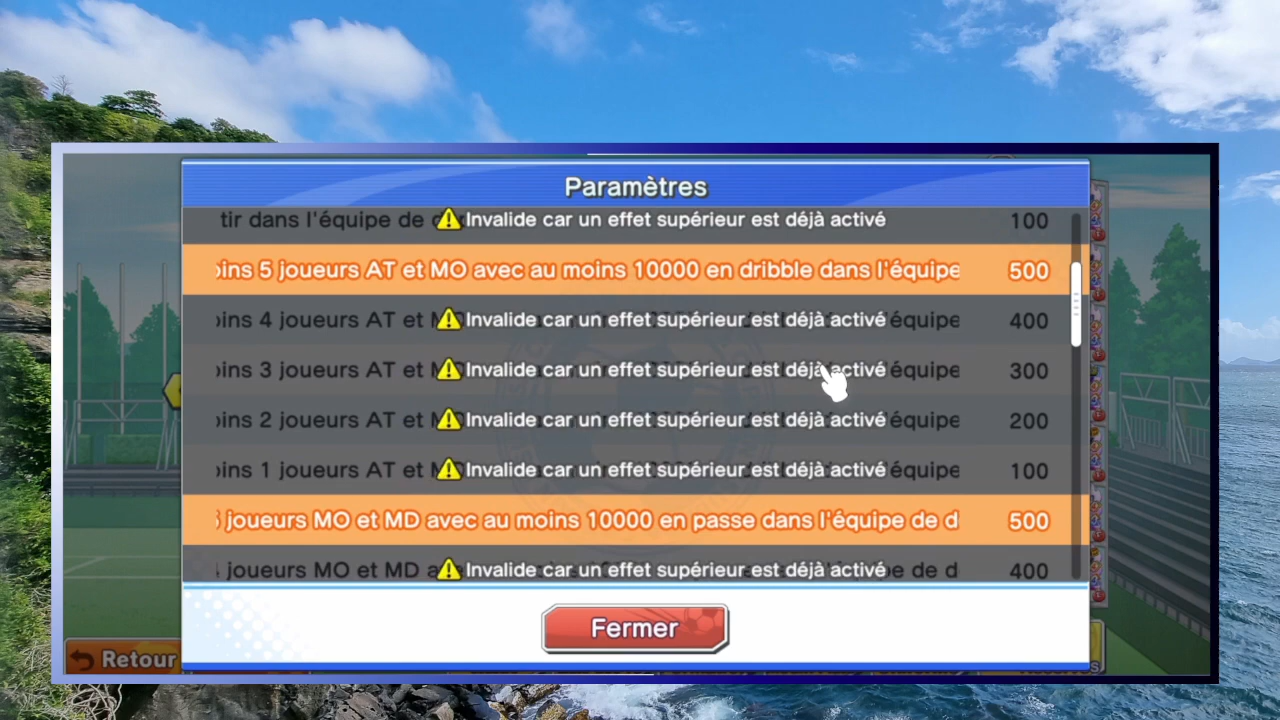 Paramètres
tir dans l'équipe de Invalide car un effet supérieur est déjà activé 100
5 joueurs AT et MO avec au moins 10000 en dribble dans l'équipe 500
4 joueurs AT et Invalide car un effet supérieur est déjà activé équipe 400
3 joueurs AT et Invalide car un effet supérieur est déjà activé équipe 300
2 joueurs AT et Invalide car un effet supérieur est déjà activé équipe 200
1 joueurs AT et Invalide car un effet supérieur est déjà activé équipe 100
joueurs MO et MD avec au moins 10000 en passe dans l'équipe de d 500
joueurs MO et MD Invalide car un effet supérieur est déjà activé de d 400
Fermer
Retour